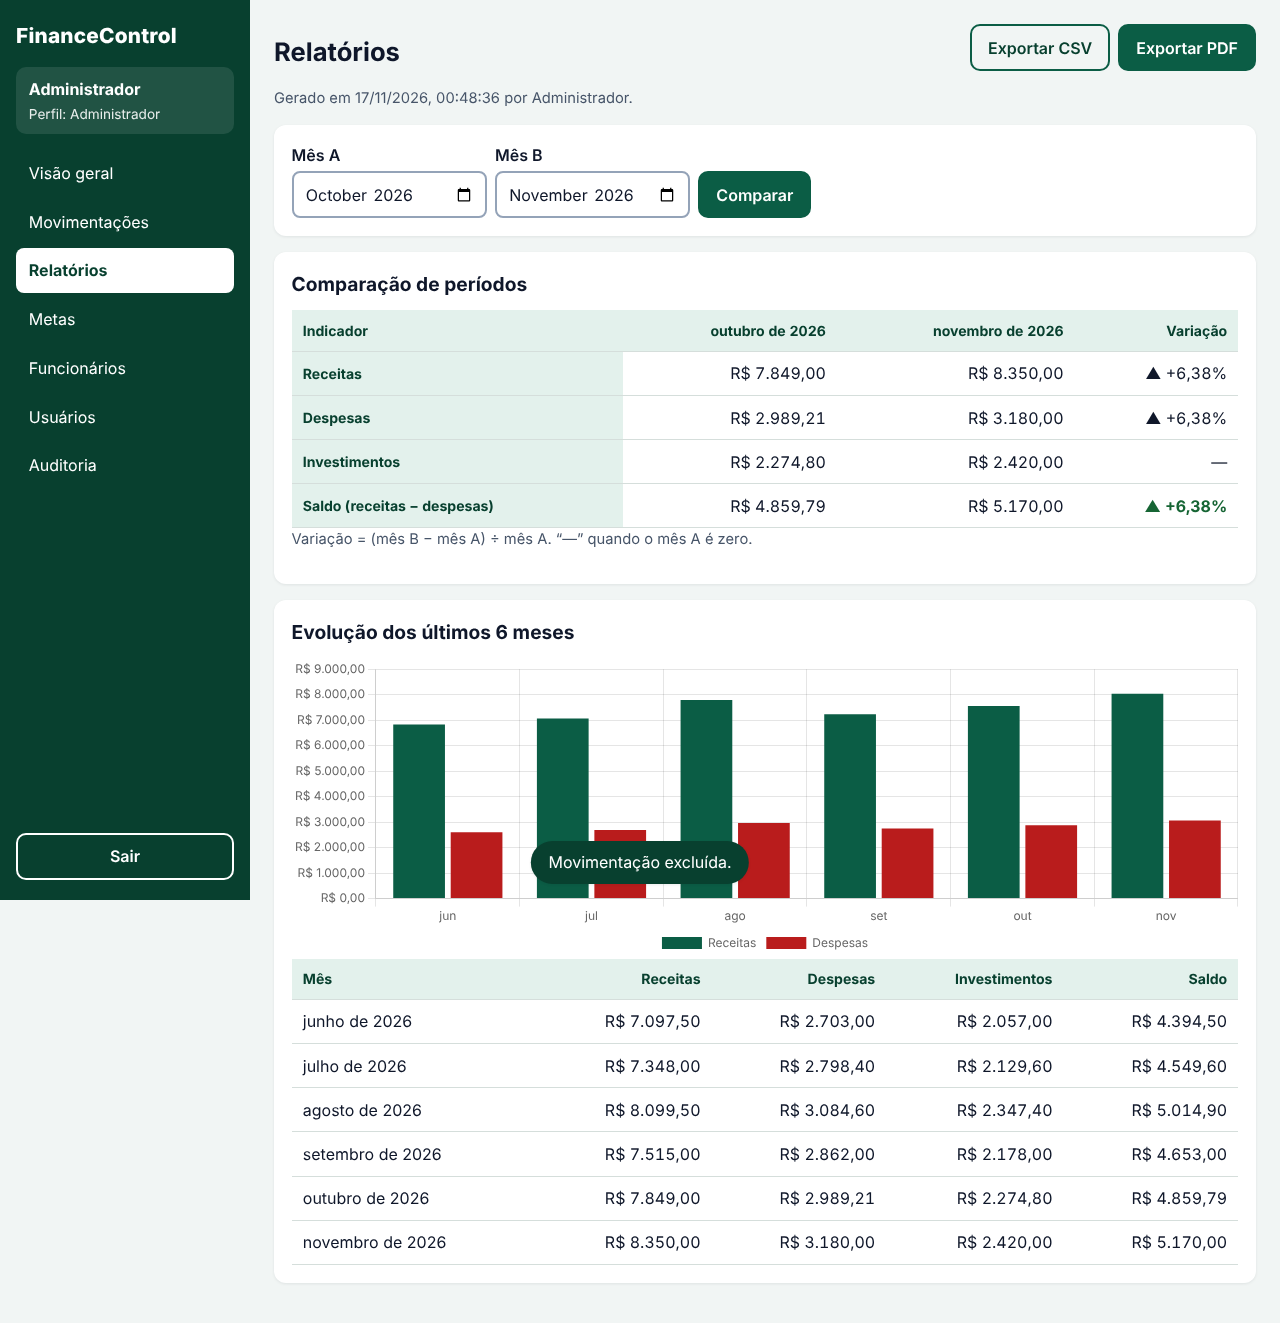 FinanceControl
Administrador
Perfil: Administrador
Visão geral
Movimentações
Relatórios
Metas
Funcionários
Usuários
Auditoria
Sair
Relatórios
Exportar CSV
Exportar PDF
Gerado em 17/11/2026, 00:48:36 por Administrador.
Mês A
Mês B
October 2026
November 2026
Comparar
Comparação de períodos
Indicador outubro de 2026 novembro de 2026 Variação
Receitas R$ 7.849,00 R$ 8.350,00 ▲ +6,38%
Despesas R$ 2.989,21 R$ 3.180,00 ▲ +6,38%
Investimentos R$ 2.274,80 R$ 2.420,00 —
Saldo (receitas − despesas) R$ 4.859,79 R$ 5.170,00 ▲ +6,38%
Variação = (mês B − mês A) ÷ mês A. “—” quando o mês A é zero.
Evolução dos últimos 6 meses
R$ 9.000,00
R$ 8.000,00
R$ 7.000,00
R$ 6.000,00
R$ 5.000,00
R$ 4.000,00
R$ 3.000,00
R$ 2.000,00
R$ 1.000,00
R$ 0,00
jun jul ago set out nov
Movimentação excluída.
Receitas Despesas
Mês Receitas Despesas Investimentos Saldo
junho de 2026 R$ 7.097,50 R$ 2.703,00 R$ 2.057,00 R$ 4.394,50
julho de 2026 R$ 7.348,00 R$ 2.798,40 R$ 2.129,60 R$ 4.549,60
agosto de 2026 R$ 8.099,50 R$ 3.084,60 R$ 2.347,40 R$ 5.014,90
setembro de 2026 R$ 7.515,00 R$ 2.862,00 R$ 2.178,00 R$ 4.653,00
outubro de 2026 R$ 7.849,00 R$ 2.989,21 R$ 2.274,80 R$ 4.859,79
novembro de 2026 R$ 8.350,00 R$ 3.180,00 R$ 2.420,00 R$ 5.170,00